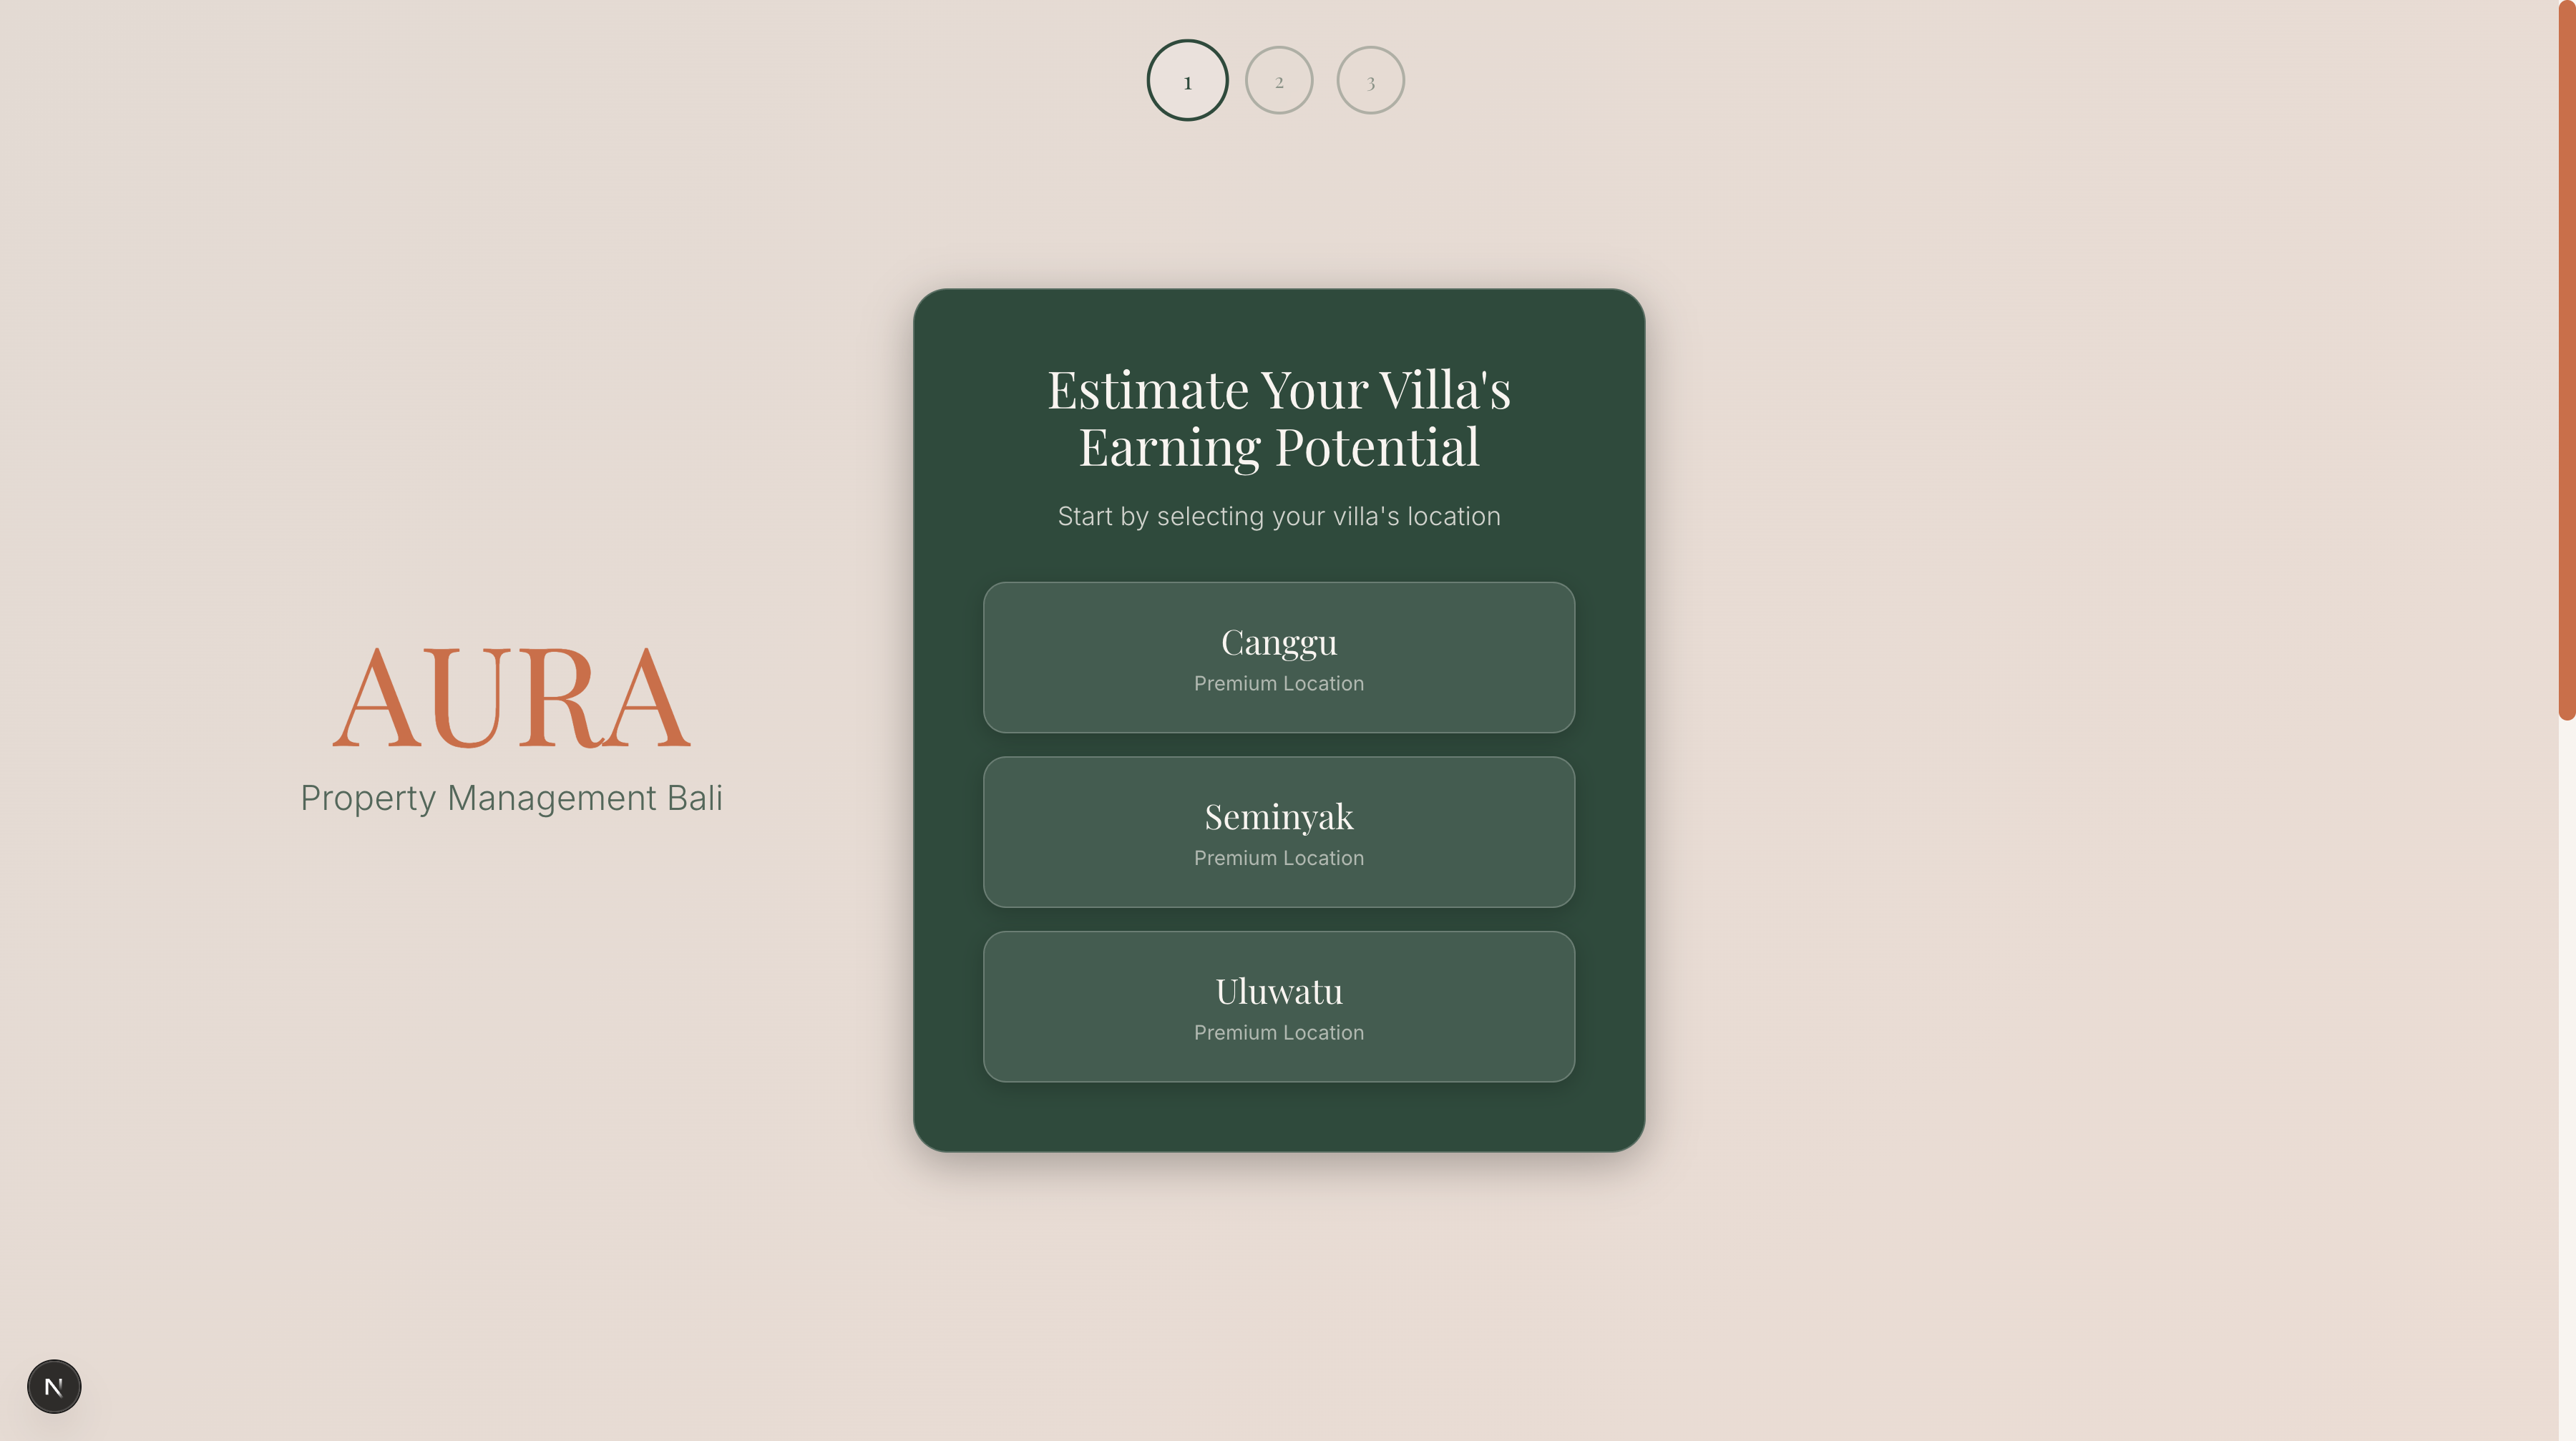 1
2
3
Estimate Your Villa's
Earning Potential
Start by selecting your villa's location
Canggu
Premium Location
Seminyak
Premium Location
Uluwatu
Premium Location
AURA
Property Management Bali
N